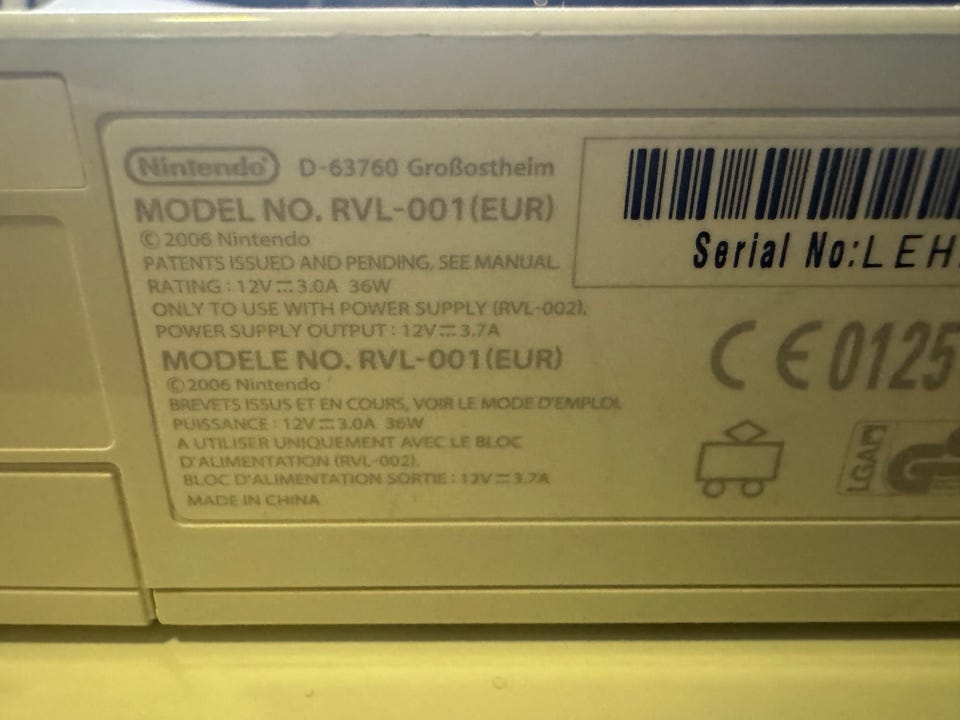 Nintendo D-63760 Großostheim
MODEL NO. RVL-001(EUR)
© 2006 Nintendo
PATENTS ISSUED AND PENDING, SEE MANUAL.
RATING : 12V⎓3.0A 36W
ONLY TO USE WITH POWER SUPPLY (RVL-002).
POWER SUPPLY OUTPUT : 12V⎓3.7A
MODELE NO. RVL-001(EUR)
©2006 Nintendo
BREVETS ISSUS ET EN COURS, VOIR LE MODE D'EMPLOI.
PUISSANCE : 12V⎓3.0A 36W
A UTILISER UNIQUEMENT AVEC LE BLOC
D'ALIMENTATION (RVL-002).
BLOC D'ALIMENTATION SORTIE : 12V⎓3.7A
MADE IN CHINA
Serial No:LEH
CE 0125
LGA